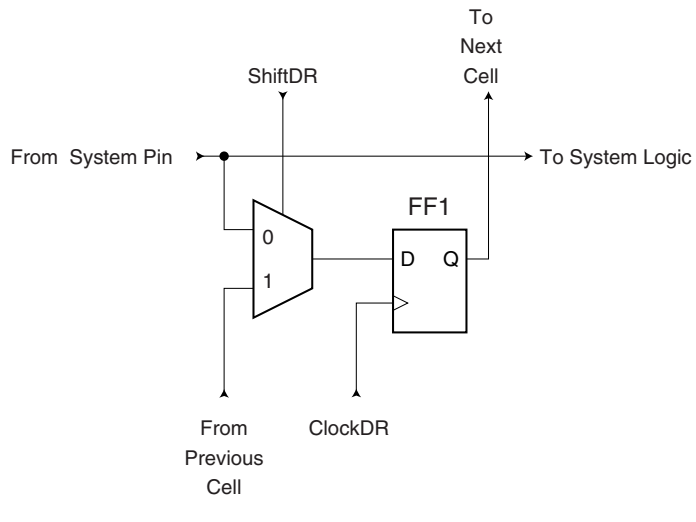 To
Next
Cell
ShiftDR
From System Pin
To System Logic
FF1
0
D Q
1
From
Previous
Cell
ClockDR